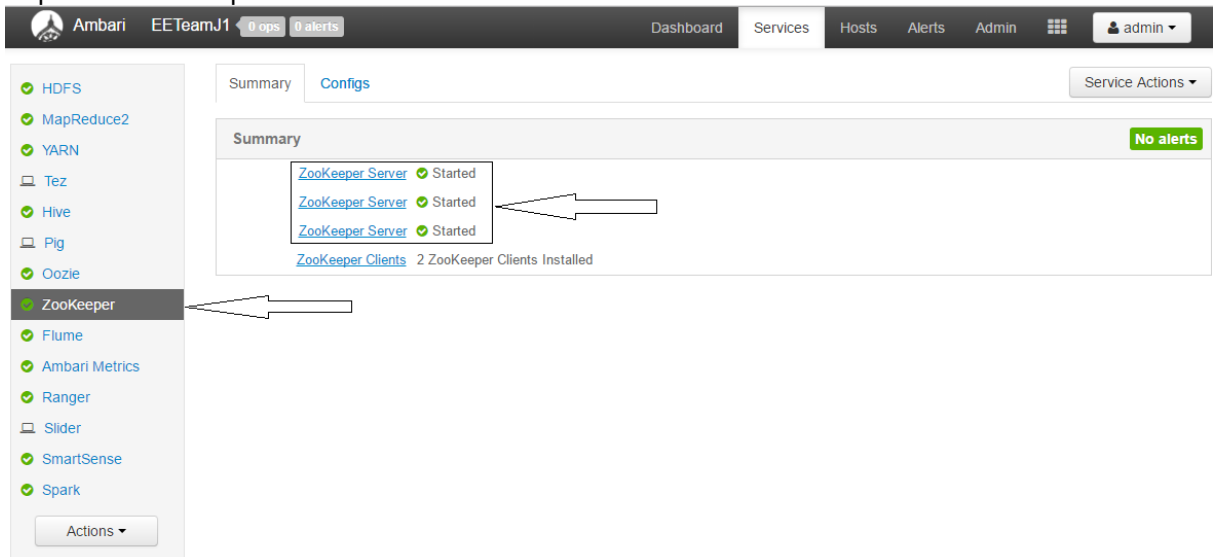 Ambari EETeamJ1 0 ops 0 alerts Dashboard Services Hosts Alerts Admin admin
HDFS
MapReduce2
YARN
Tez
Hive
Pig
Oozie
ZooKeeper
Flume
Ambari Metrics
Ranger
Slider
SmartSense
Spark
Actions
Summary Configs Service Actions
Summary No alerts
ZooKeeper Server Started
ZooKeeper Server Started
ZooKeeper Server Started
ZooKeeper Clients 2 ZooKeeper Clients Installed